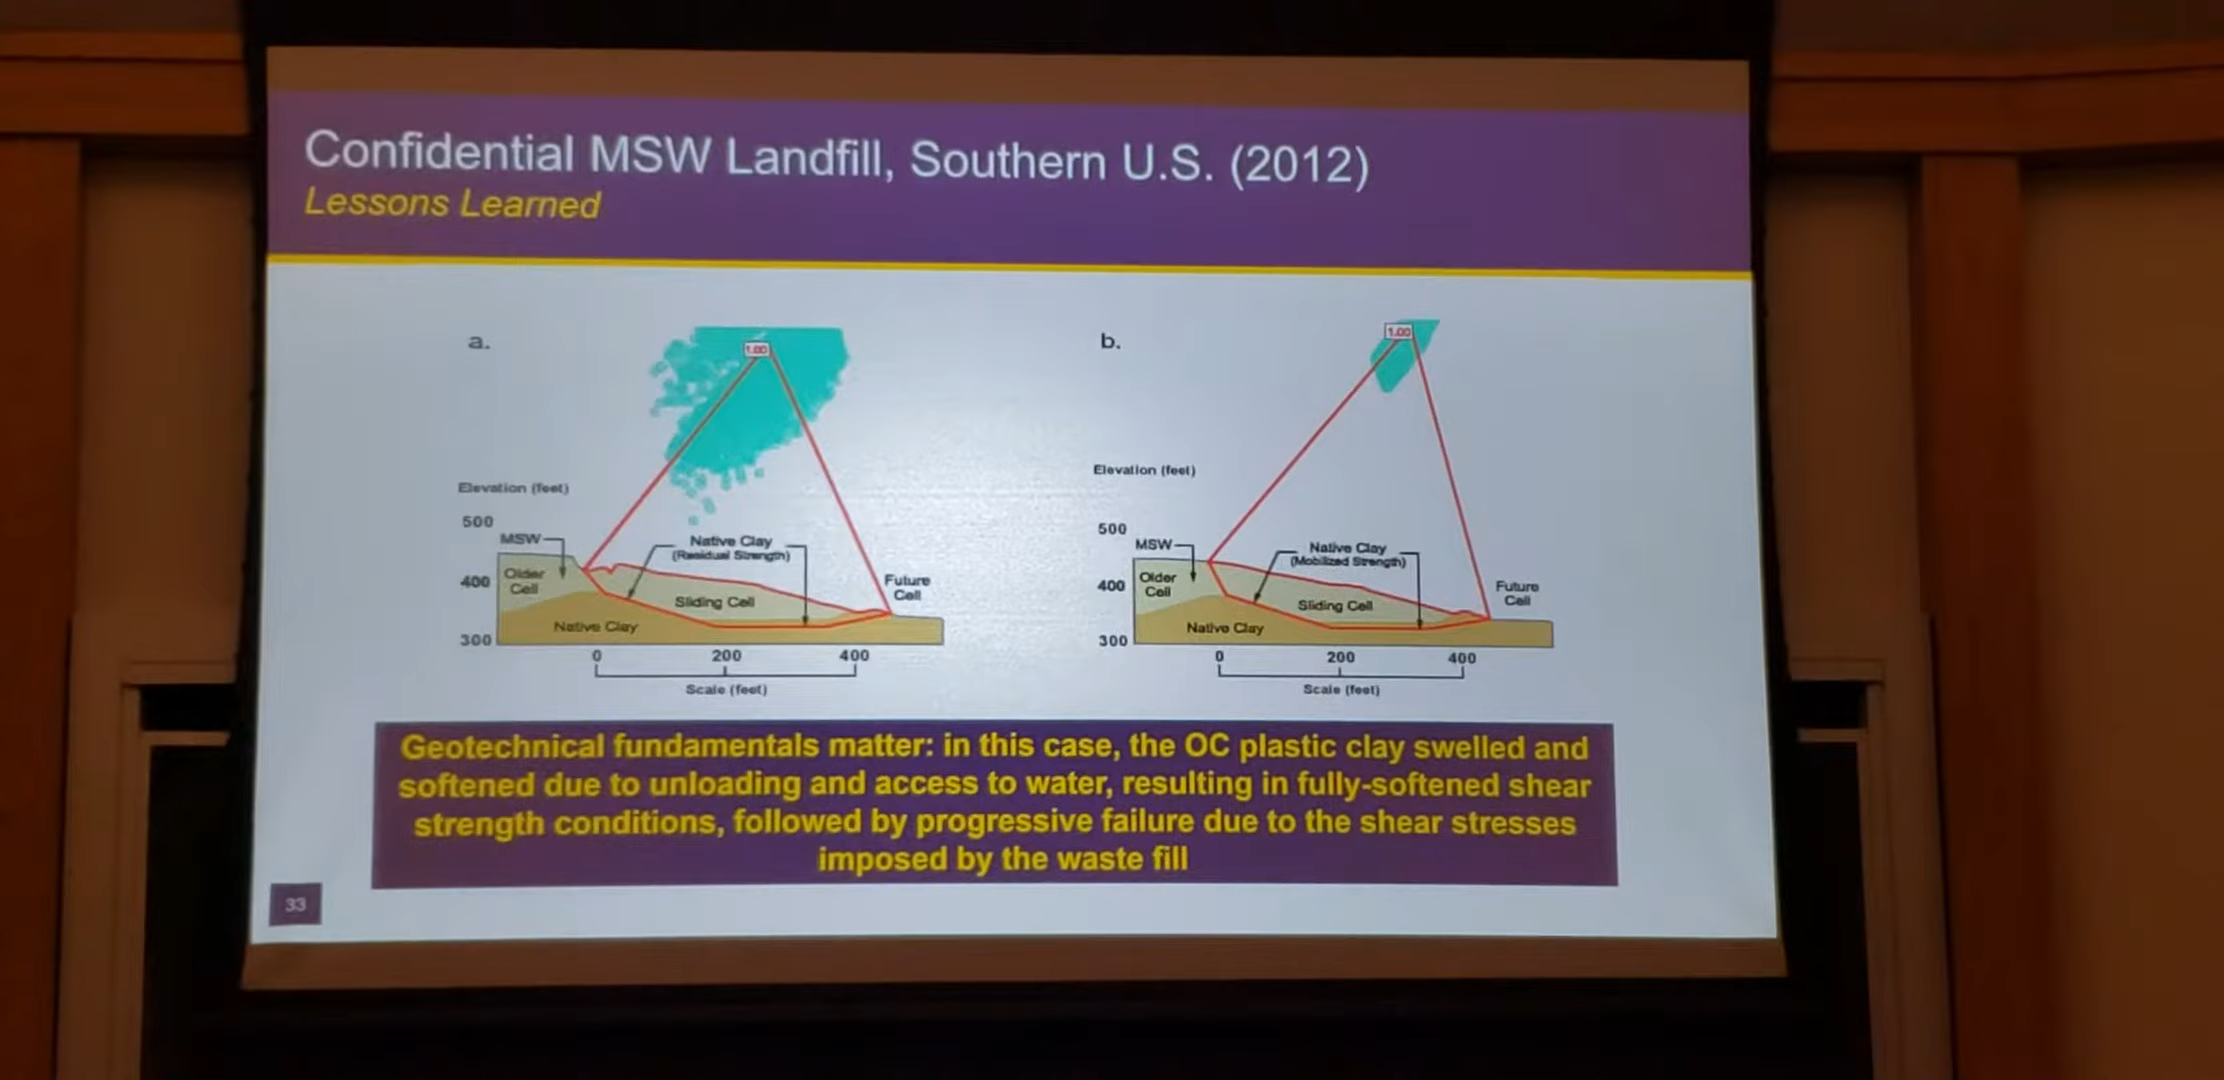 Confidential MSW Landfill, Southern U.S. (2012)
Lessons Learned
a.
1.00
Elevation (feet)
500
MSW
400
Older
Cell
Native Clay
(Residual Strength)
Sliding Cell
Future
Cell
Native Clay
300
0 200 400
Scale (feet)
b.
1.00
Elevation (feet)
500
MSW
400
Older
Cell
Native Clay
(Mobilized Strength)
Sliding Cell
Future
Cell
Native Clay
300
0 200 400
Scale (feet)
Geotechnical fundamentals matter: in this case, the OC plastic clay swelled and
softened due to unloading and access to water, resulting in fully-softened shear
strength conditions, followed by progressive failure due to the shear stresses
imposed by the waste fill
33